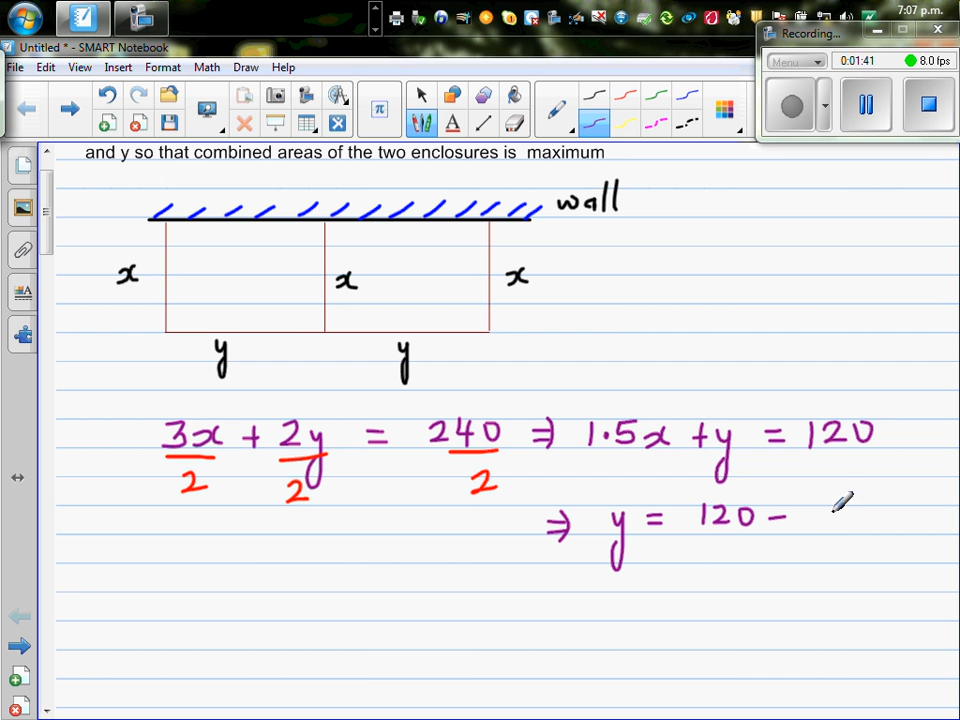 7:07 p.m.
Untitled * - SMART Notebook
Recording...
File Edit View Insert Format Math Draw Help
Menu 0:01:41 8.0 fps
and y so that combined areas of the two enclosures is maximum
wall
x x x
y y
3x + 2y = 240 ⇒ 1.5x + y = 120
2 2 2
⇒ y = 120 −